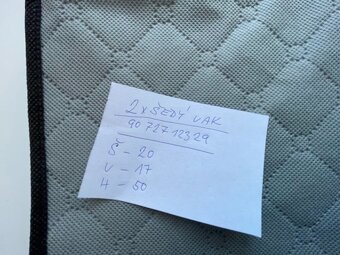 2x ŠEDÝ VAK
90 727 123 29
Š - 20
V - 17
H - 50